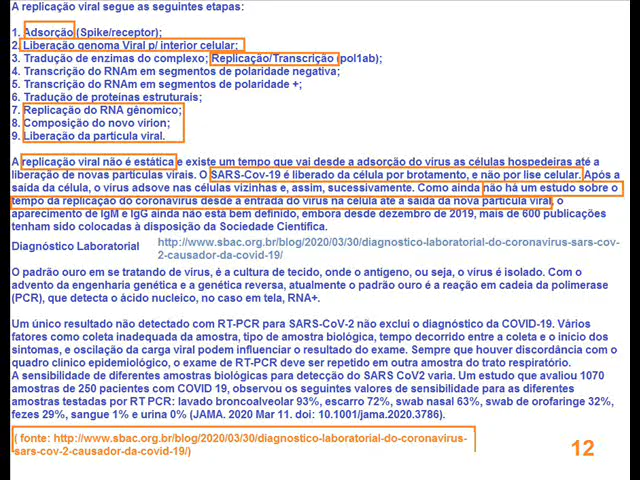 A replicação viral segue as seguintes etapas:
1. Adsorção (Spike/receptor);
2. Liberação genoma Viral p/ interior celular;
3. Tradução de enzimas do complexo; Replicação/Transcrição (pol1ab);
4. Transcrição do RNAm em segmentos de polaridade negativa;
5. Transcrição do RNAm em segmentos de polaridade +;
6. Tradução de proteínas estruturais;
7. Replicação do RNA gênomico;
8. Composição do novo virion;
9. Liberação da particula viral.
A replicação viral não é estática e existe um tempo que vai desde a adsorção do vírus as células hospedeiras até a
liberação de novas partículas virais. O SARS-Cov-19 é liberado da célula por brotamento, e não por lise celular. Após a
saída da célula, o vírus adsove nas células vizinhas e, assim, sucessivamente. Como ainda não há um estudo sobre o
tempo da replicação do coronavírus desde a entrada do vírus na célula até a saída da nova partícula viral, o
aparecimento de IgM e IgG ainda não está bem definido, embora desde dezembro de 2019, mais de 600 publicações
tenham sido colocadas à disposição da Sociedade Científica.
Diagnóstico Laboratorial http://www.sbac.org.br/blog/2020/03/30/diagnostico-laboratorial-do-coronavirus-sars-cov-
2-causador-da-covid-19/
O padrão ouro em se tratando de vírus, é a cultura de tecido, onde o antígeno, ou seja, o vírus é isolado. Com o
advento da engenharia genética e a genética reversa, atualmente o padrão ouro é a reação em cadeia da polimerase
(PCR), que detecta o ácido nucleico, no caso em tela, RNA+.
Um único resultado não detectado com RT-PCR para SARS-CoV-2 não exclui o diagnóstico da COVID-19. Vários
fatores como coleta inadequada da amostra, tipo de amostra biológica, tempo decorrido entre a coleta e o início dos
sintomas, e oscilação da carga viral podem influenciar o resultado do exame. Sempre que houver discordância com o
quadro clínico epidemiológico, o exame de RT-PCR deve ser repetido em outra amostra do trato respiratório.
A sensibilidade de diferentes amostras biológicas para detecção do SARS CoV2 varia. Um estudo que avaliou 1070
amostras de 250 pacientes com COVID 19, observou os seguintes valores de sensibilidade para as diferentes
amostras testadas por RT PCR: lavado broncoalveolar 93%, escarro 72%, swab nasal 63%, swab de orofaringe 32%,
fezes 29%, sangue 1% e urina 0% (JAMA. 2020 Mar 11. doi: 10.1001/jama.2020.3786).
( fonte: http://www.sbac.org.br/blog/2020/03/30/diagnostico-laboratorial-do-coronavirus-
sars-cov-2-causador-da-covid-19/)
12